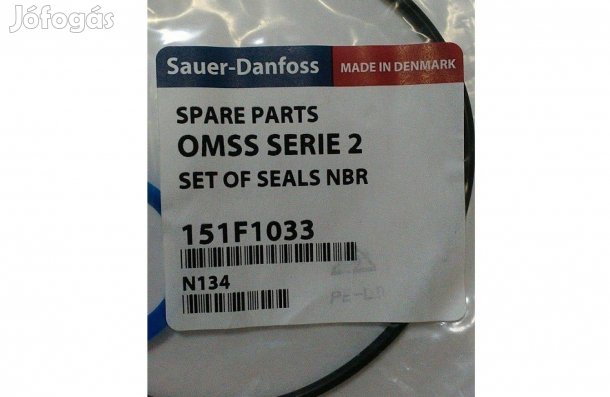 Jófogás
Sauer-Danfoss
MADE IN DENMARK
SPARE PARTS
OMSS SERIE 2
SET OF SEALS NBR
151F1033
N134